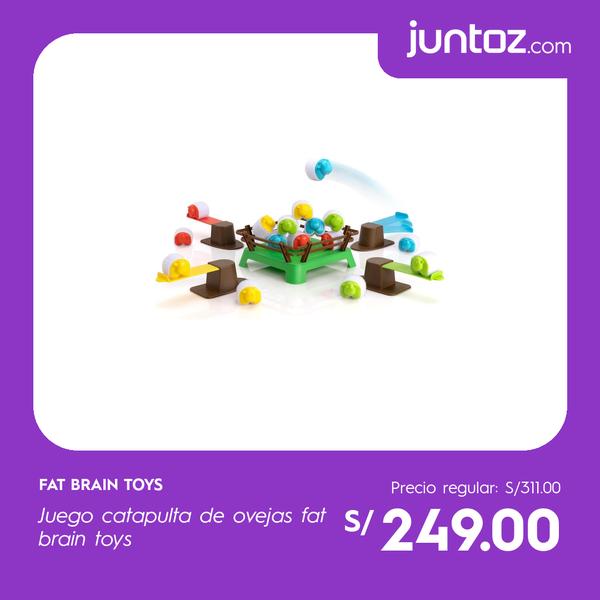 juntoz.com
FAT BRAIN TOYS
Juego catapulta de ovejas fat
brain toys
Precio regular: S/311.00
S/249.00